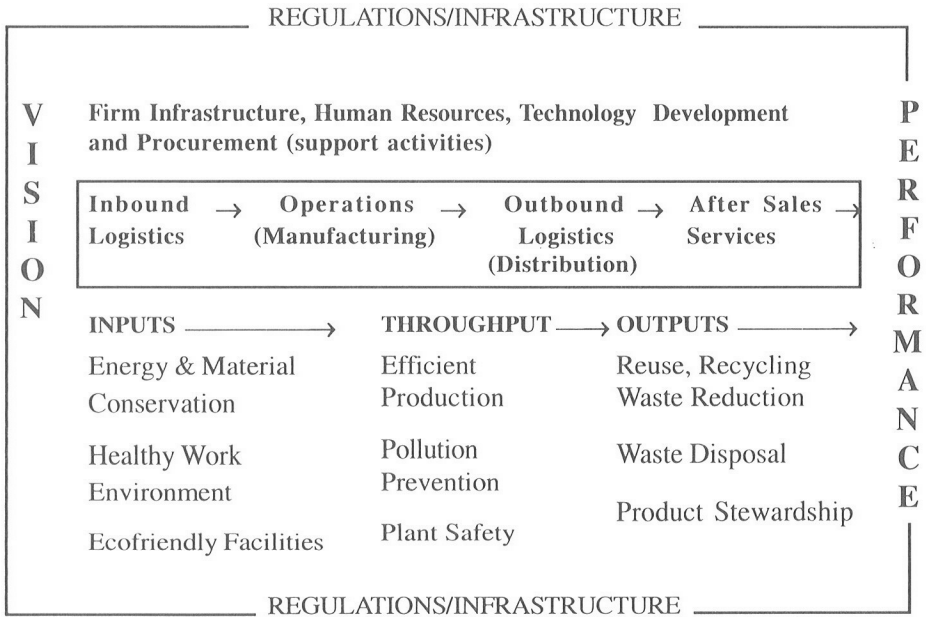 REGULATIONS/INFRASTRUCTURE
VISION
Firm Infrastructure, Human Resources, Technology Development
and Procurement (support activities)
Inbound → Operations → Outbound → After Sales →
Logistics (Manufacturing) Logistics Services
(Distribution)
INPUTS → THROUGHPUT → OUTPUTS →
Energy & Material Efficient Reuse, Recycling
Conservation Production Waste Reduction
Healthy Work Pollution Waste Disposal
Environment Prevention
Product Stewardship
Ecofriendly Facilities Plant Safety
PERFORMANCE
REGULATIONS/INFRASTRUCTURE